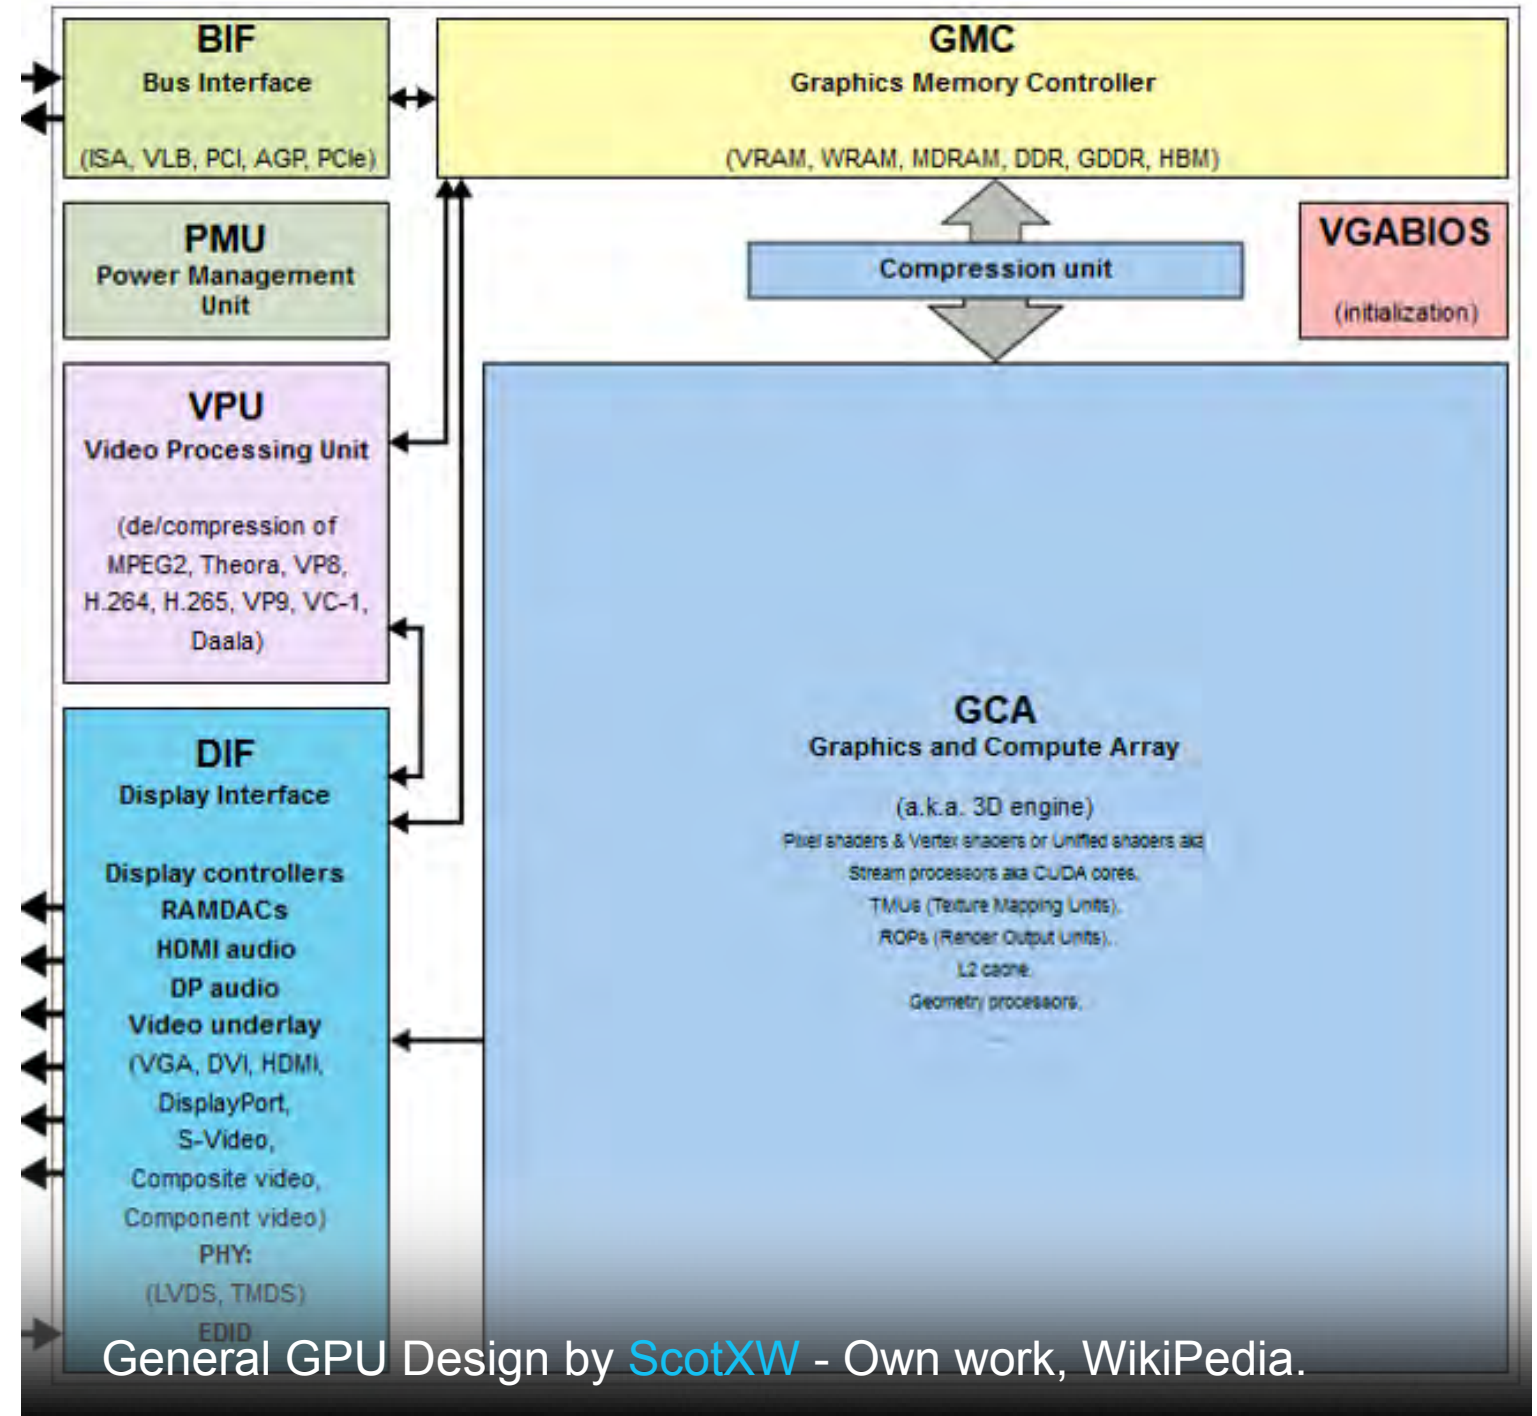 BIF
Bus Interface
(ISA, VLB, PCI, AGP, PCIe)
GMC
Graphics Memory Controller
(VRAM, WRAM, MDRAM, DDR, GDDR, HBM)
PMU
Power Management
Unit
Compression unit
VGABIOS
(initialization)
VPU
Video Processing Unit
(de/compression of
MPEG2, Theora, VP8,
H.264, H.265, VP9, VC-1,
Daala)
DIF
Display Interface
Display controllers
RAMDACs
HDMI audio
DP audio
Video underlay
(VGA, DVI, HDMI,
DisplayPort,
S-Video,
Composite video,
Component video)
PHY:
(LVDS, TMDS)
EDID
GCA
Graphics and Compute Array
(a.k.a. 3D engine)
Pixel shaders & Vertex shaders or Unified shaders aka
Stream processors aka CUDA cores,
TMUs (Texture Mapping Units),
ROPs (Render Output Units),
L2 cache,
Geometry processors,
General GPU Design by ScotXW - Own work, WikiPedia.